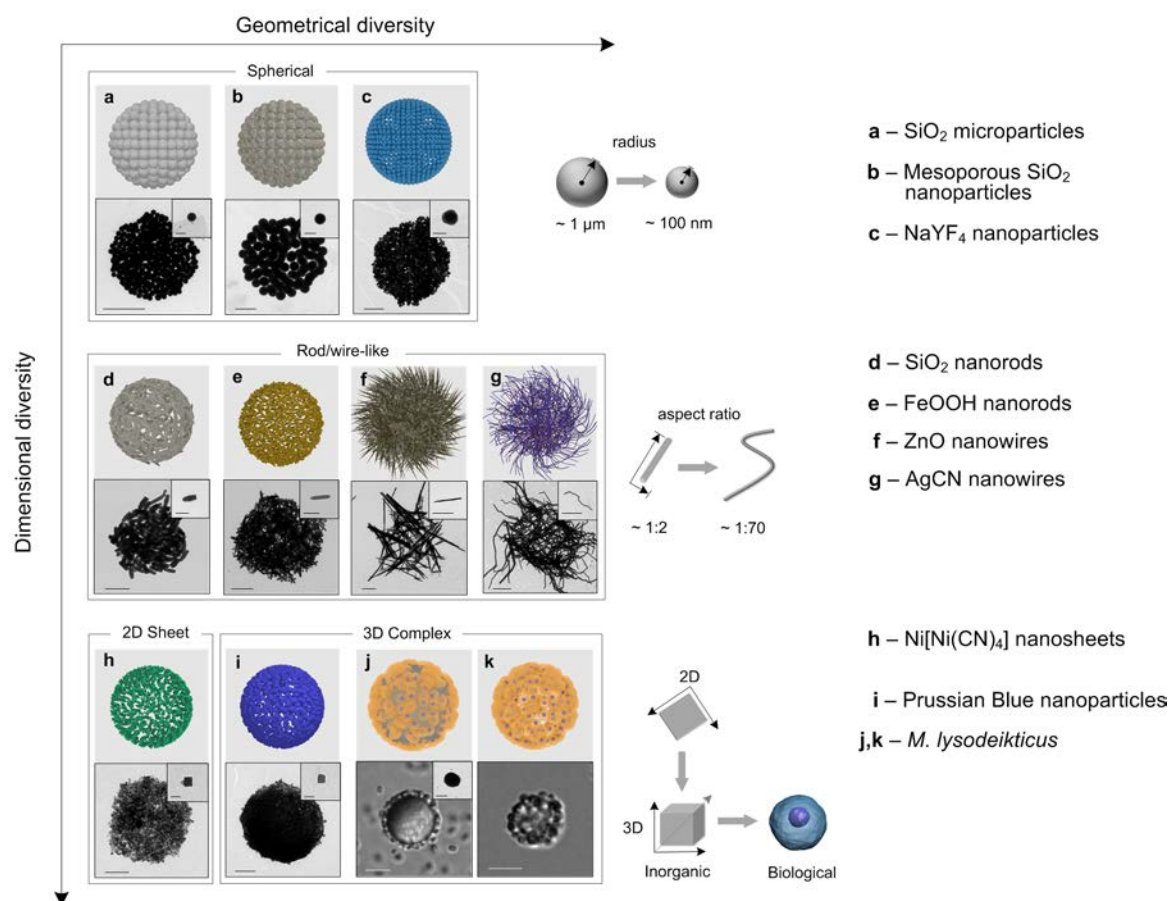 Geometrical diversity
Dimensional diversity
Spherical
a
b
c
radius
~ 1 µm
~ 100 nm
a – SiO₂ microparticles
b – Mesoporous SiO₂
nanoparticles
c – NaYF₄ nanoparticles
Rod/wire-like
d
e
f
g
aspect ratio
~ 1:2
~ 1:70
d – SiO₂ nanorods
e – FeOOH nanorods
f – ZnO nanowires
g – AgCN nanowires
2D Sheet
3D Complex
h
i
j
k
2D
3D
Inorganic
Biological
h – Ni[Ni(CN)₄] nanosheets
i – Prussian Blue nanoparticles
j,k – M. lysodeikticus